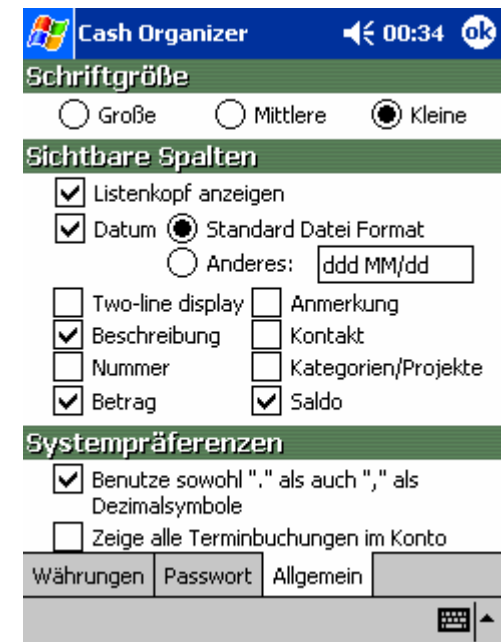 Cash Organizer 00:34 ok
Schriftgröße
Große Mittlere Kleine
Sichtbare Spalten
Listenkopf anzeigen
Datum Standard Datei Format
Anderes: ddd MM/dd
Two-line display Anmerkung
Beschreibung Kontakt
Nummer Kategorien/Projekte
Betrag Saldo
Systempräferenzen
Benutze sowohl "." als auch "," als
Dezimalsymbole
Zeige alle Terminbuchungen im Konto
Währungen Passwort Allgemein